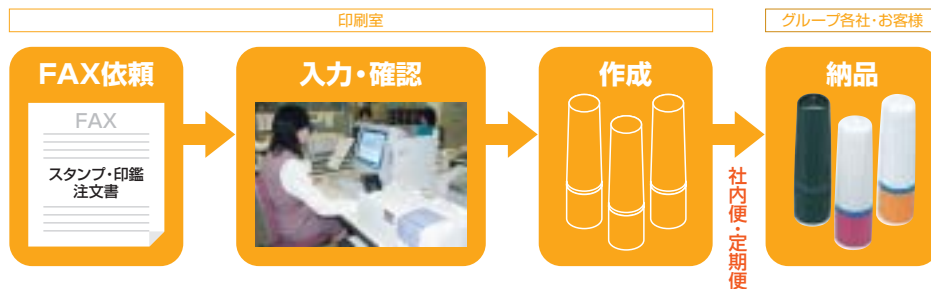 印刷室
グループ各社・お客様
FAX依頼
FAX
スタンプ・印鑑
注文書
入力・確認
作成
社内便・定期便
納品